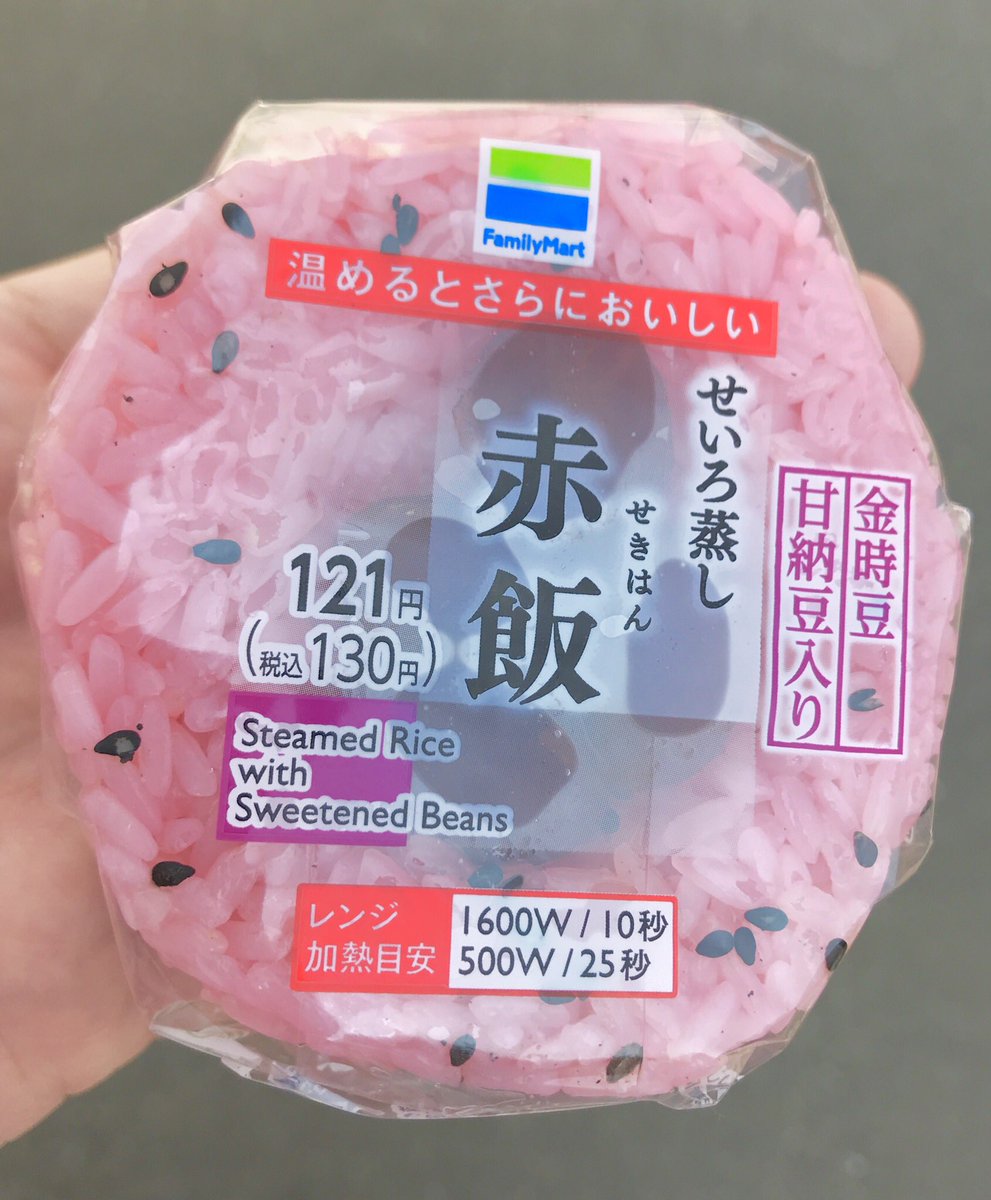 FamilyMart
温めるとさらにおいしい
せいろ蒸し
せきはん
赤飯
金時豆
甘納豆入り
121円
(税込130円)
Steamed Rice
with
Sweetened Beans
レンジ
加熱目安
1600W/10秒
500W/25秒